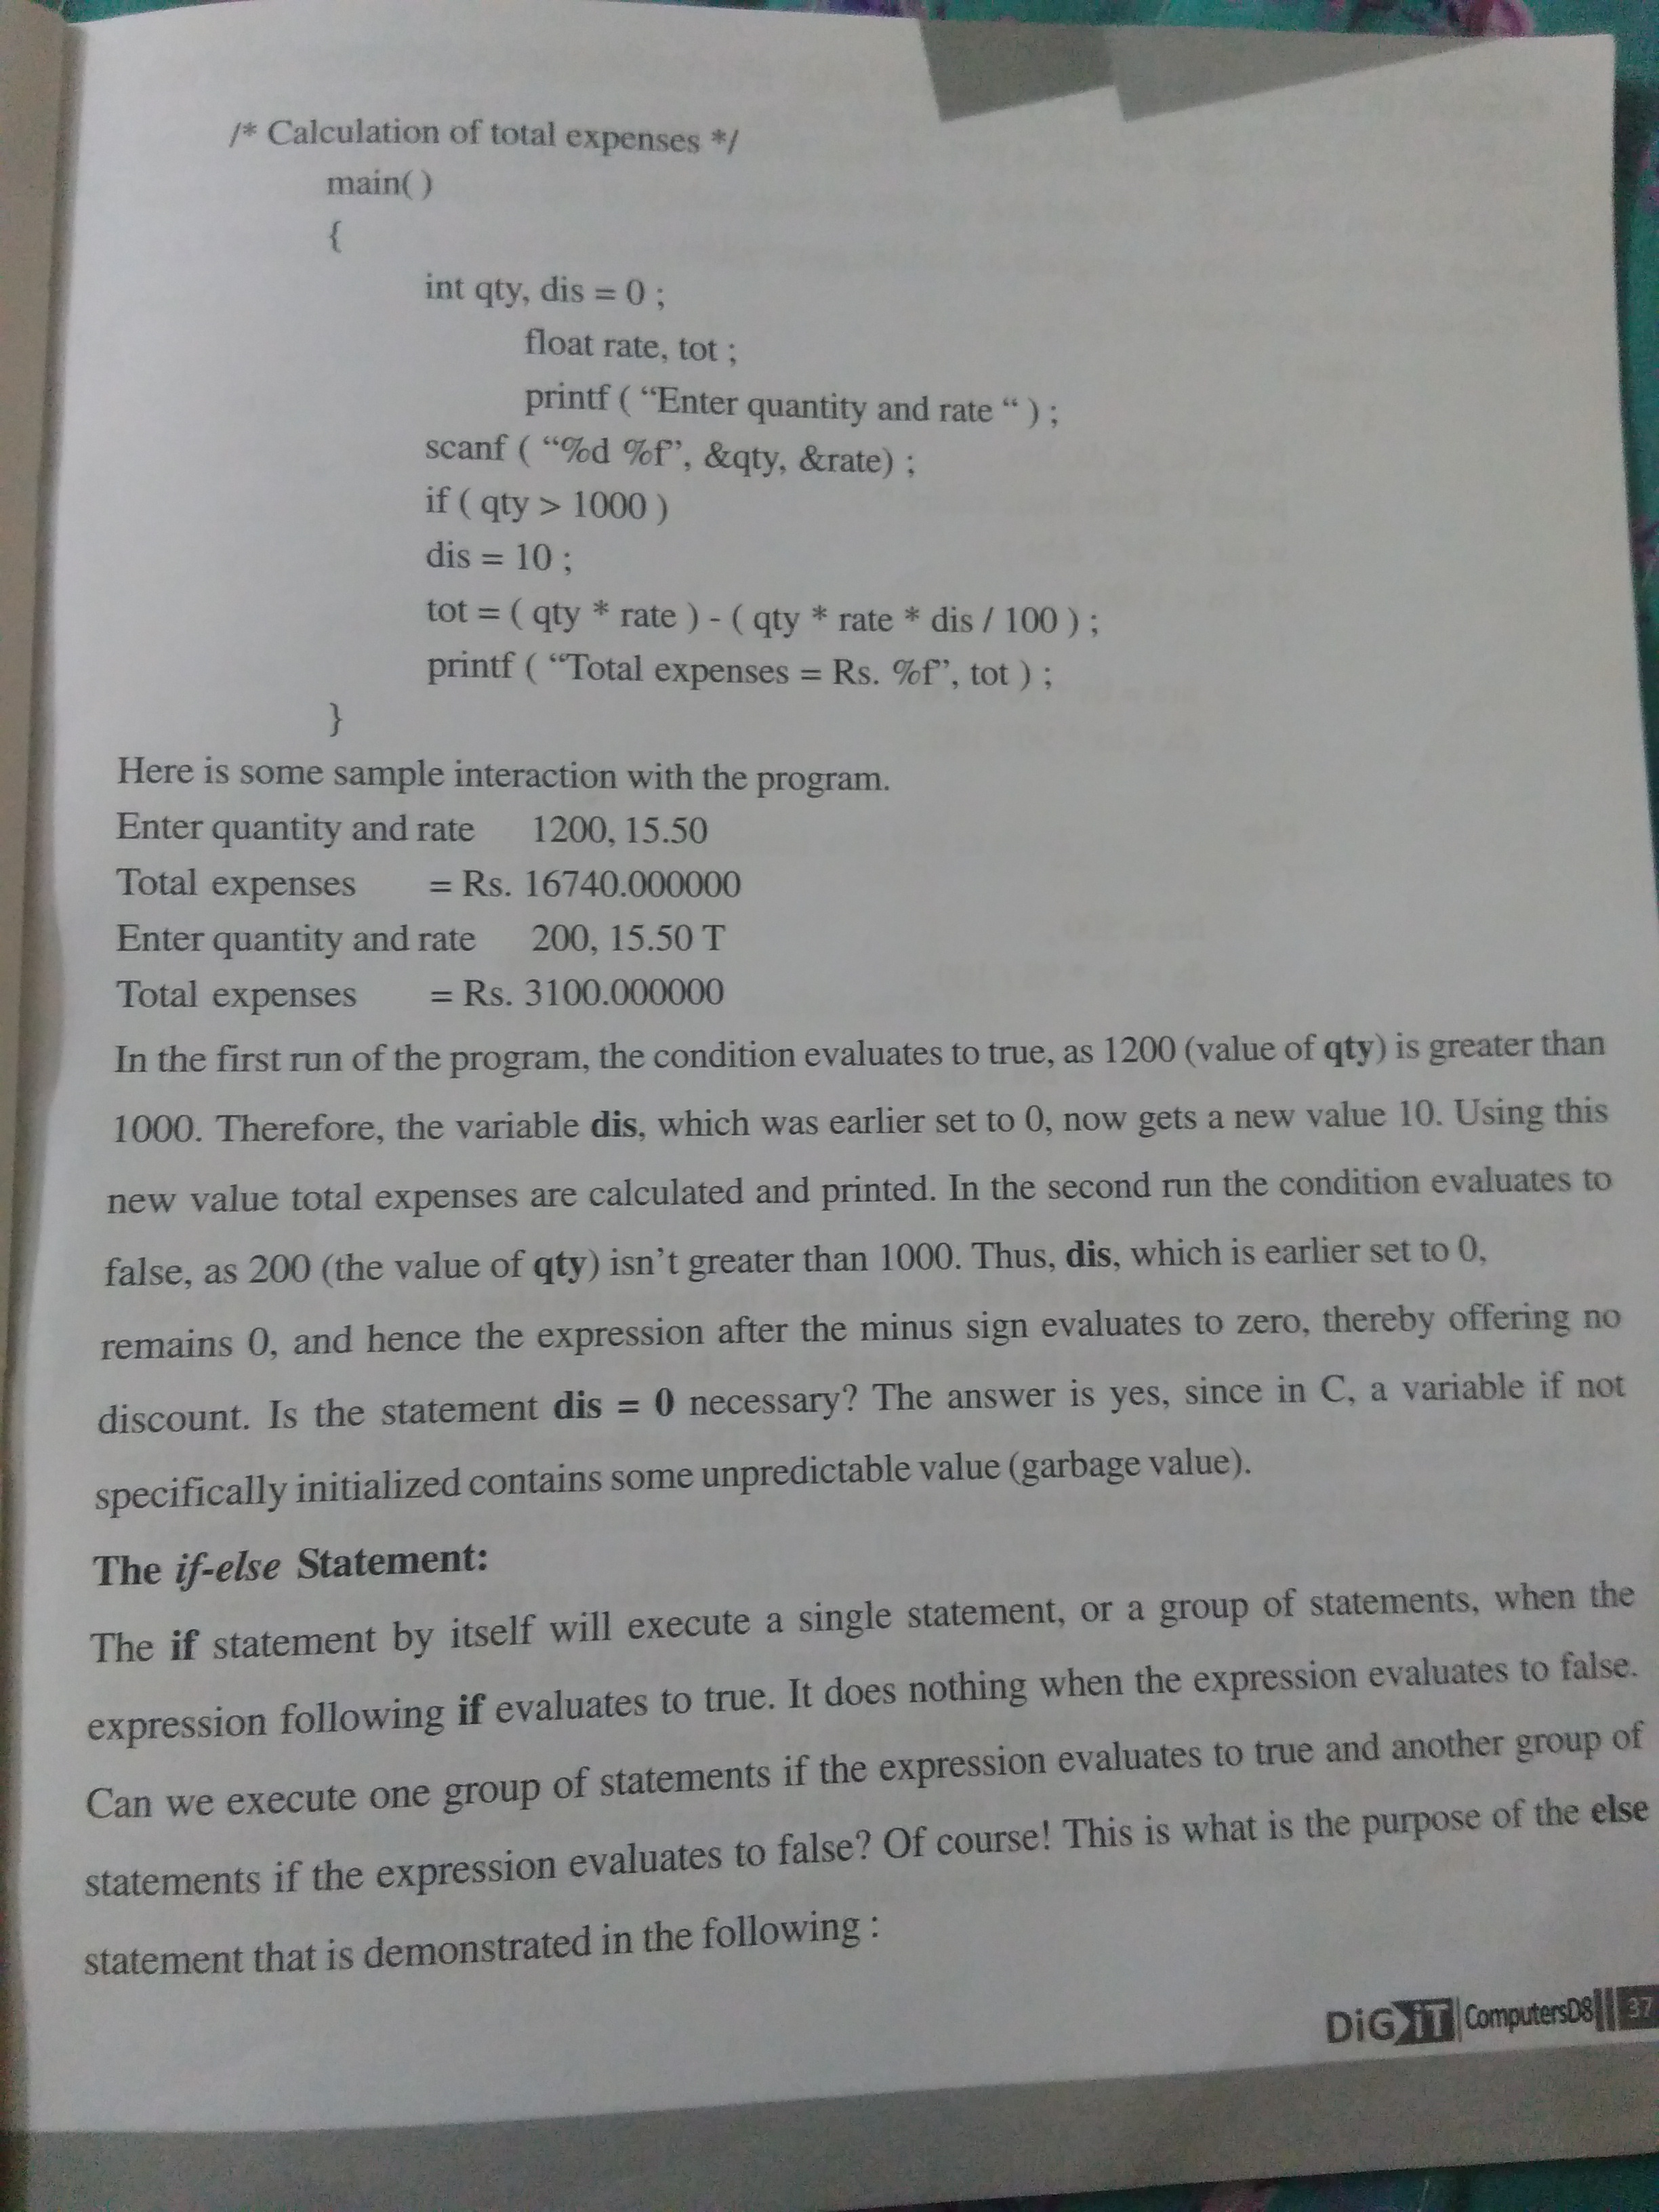 /* Calculation of total expenses */
main( )
{
int qty, dis = 0 ;
float rate, tot ;
printf ( “Enter quantity and rate “ ) ;
scanf ( “%d %f”, &qty, &rate) ;
if ( qty > 1000 )
dis = 10 ;
tot = ( qty * rate ) - ( qty * rate * dis / 100 ) ;
printf ( “Total expenses = Rs. %f”, tot ) ;
}
Here is some sample interaction with the program.
Enter quantity and rate 1200, 15.50
Total expenses = Rs. 16740.000000
Enter quantity and rate 200, 15.50 T
Total expenses = Rs. 3100.000000
In the first run of the program, the condition evaluates to true, as 1200 (value of qty) is greater than
1000. Therefore, the variable dis, which was earlier set to 0, now gets a new value 10. Using this
new value total expenses are calculated and printed. In the second run the condition evaluates to
false, as 200 (the value of qty) isn’t greater than 1000. Thus, dis, which is earlier set to 0,
remains 0, and hence the expression after the minus sign evaluates to zero, thereby offering no
discount. Is the statement dis = 0 necessary? The answer is yes, since in C, a variable if not
specifically initialized contains some unpredictable value (garbage value).
The if-else Statement:
The if statement by itself will execute a single statement, or a group of statements, when the
expression following if evaluates to true. It does nothing when the expression evaluates to false.
Can we execute one group of statements if the expression evaluates to true and another group of
statements if the expression evaluates to false? Of course! This is what is the purpose of the else
statement that is demonstrated in the following :
DiGiT ComputersD8 37